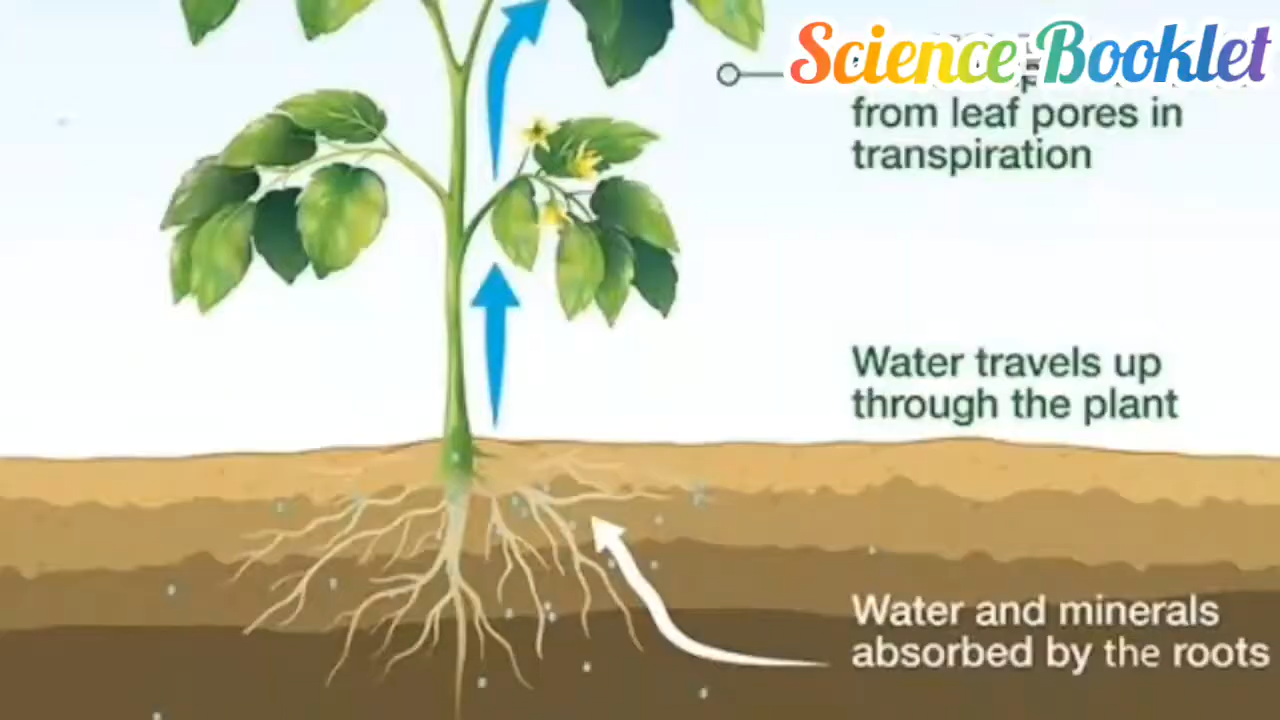 Science Booklet
from leaf pores in
transpiration
Water travels up
through the plant
Water and minerals
absorbed by the roots